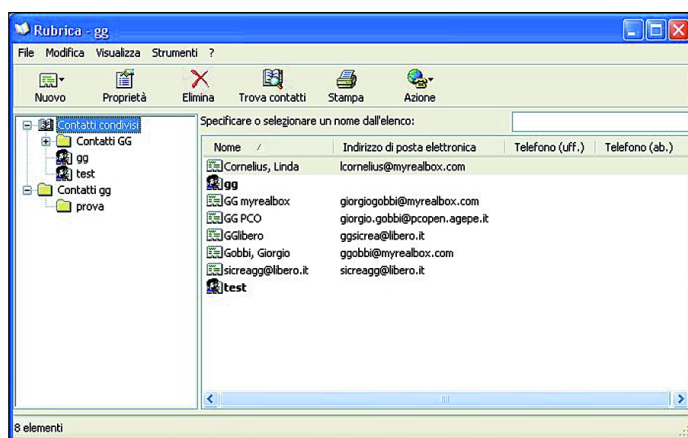 Rubrica - gg
File Modifica Visualizza Strumenti ?
Nuovo Proprietà Elimina Trova contatti Stampa Azione
Contatti condivisi
Contatti GG
gg
test
Contatti gg
prova
Specificare o selezionare un nome dall'elenco:
Nome / Indirizzo di posta elettronica Telefono (uff.) Telefono (ab.)
Cornelius, Linda lcornelius@myrealbox.com
gg
GG myrealbox giorgiogobbi@myrealbox.com
GG PCO giorgio.gobbi@pcopen.agepe.it
GGlibero ggsicrea@libero.it
Gobbi, Giorgio ggobbi@myrealbox.com
sicreagg@libero.it sicreagg@libero.it
test
8 elementi